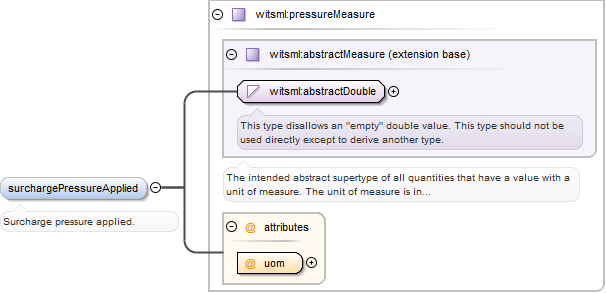 witsml:pressureMeasure
witsml:abstractMeasure (extension base)
witsml:abstractDouble
This type disallows an "empty" double value. This type should not be
used directly except to derive another type.
The intended abstract supertype of all quantities that have a value with a
unit of measure. The unit of measure is in...
surchargePressureApplied
Surcharge pressure applied.
@ attributes
@ uom